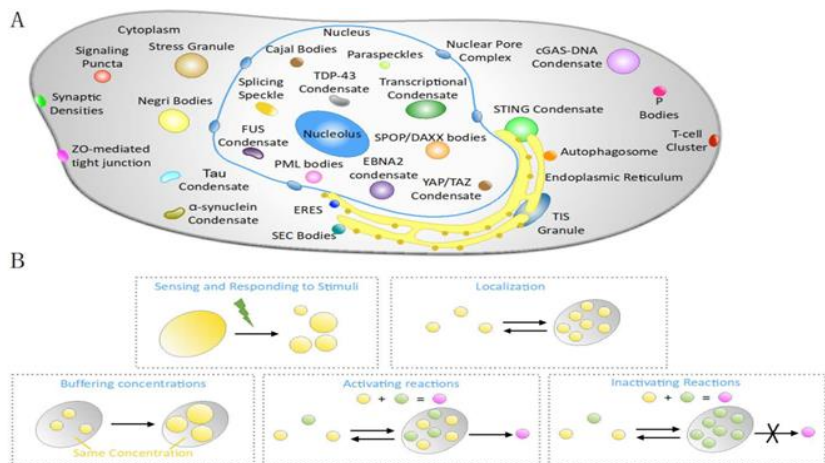 A
Cytoplasm
Nucleus
Signaling
Puncta
Stress Granule
Cajal Bodies
Paraspeckles
Nuclear Pore
Complex
cGAS-DNA
Condensate
Synaptic
Densities
Negri Bodies
Splicing
Speckle
TDP-43
Condensate
Transcriptional
Condensate
STING Condensate
P
Bodies
ZO-mediated
tight junction
FUS
Condensate
Nucleolus
SPOP/DAXX bodies
T-cell
Cluster
Autophagosome
Tau
Condensate
PML bodies
EBNA2
condensate
YAP/TAZ
Condensate
Endoplasmic Reticulum
α-synuclein
Condensate
ERES
SEC Bodies
TIS
Granule
B
Sensing and Responding to Stimuli
Localization
Buffering concentrations
Same Concentration
Activating reactions
+ =
Inactivating Reactions
+ =